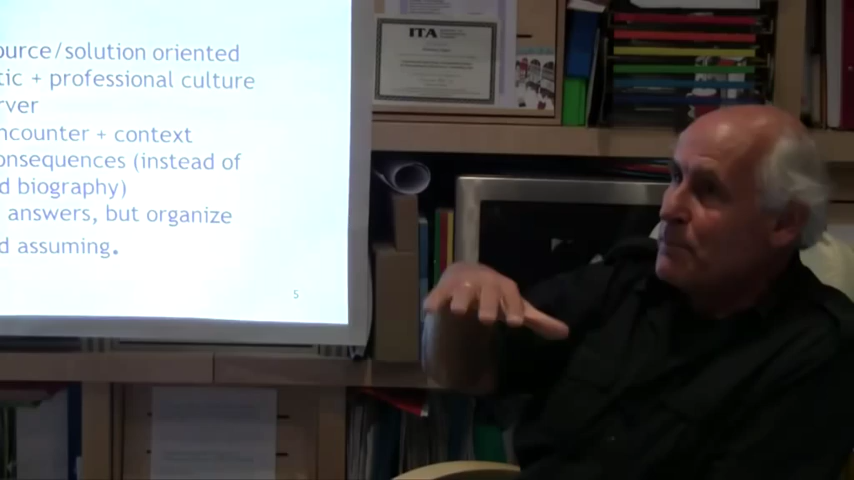 ource/solution oriented
tic + professional culture
rver
ncounter + context
onsequences (instead of
d biography)
answers, but organize
d assuming.
5
ITA